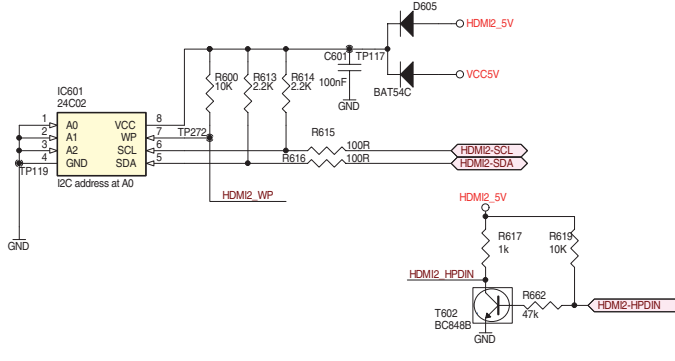 D605
HDMI2_5V
C601
TP117
R600
10K
R613
2.2K
R614
2.2K
100nF
VCC5V
BAT54C
GND
IC601
24C02
1
A0
VCC
8
2
A1
WP
7
TP272
3
A2
SCL
6
R615
100R
HDMI2-SCL
4
GND
SDA
5
R616
100R
HDMI2-SDA
TP119
I2C address at A0
HDMI2_WP
GND
HDMI2_5V
R617
1k
R619
10K
HDMI2_HPDIN
R662
47k
HDMI2-HPDIN
T602
BC848B
GND